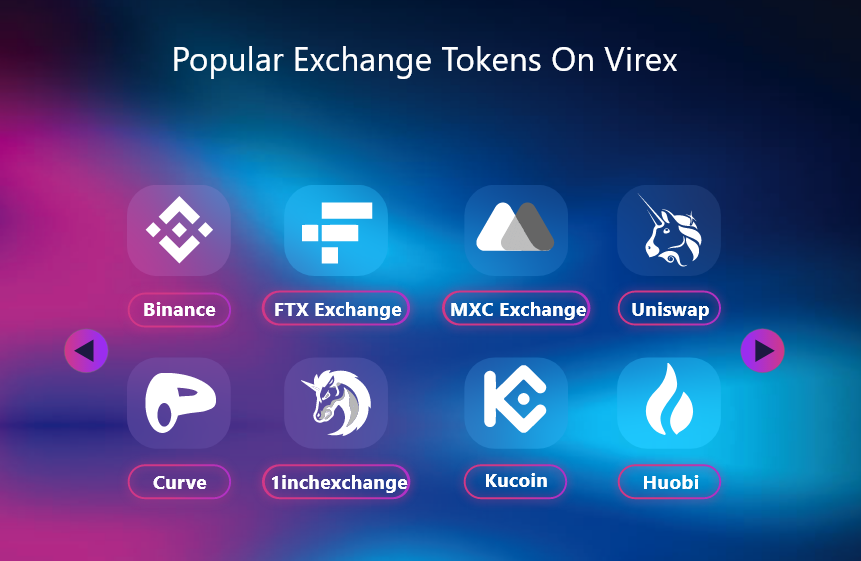 Popular Exchange Tokens On Virex
Binance
FTX Exchange
MXC Exchange
Uniswap
Curve
1inchexchange
Kucoin
Huobi